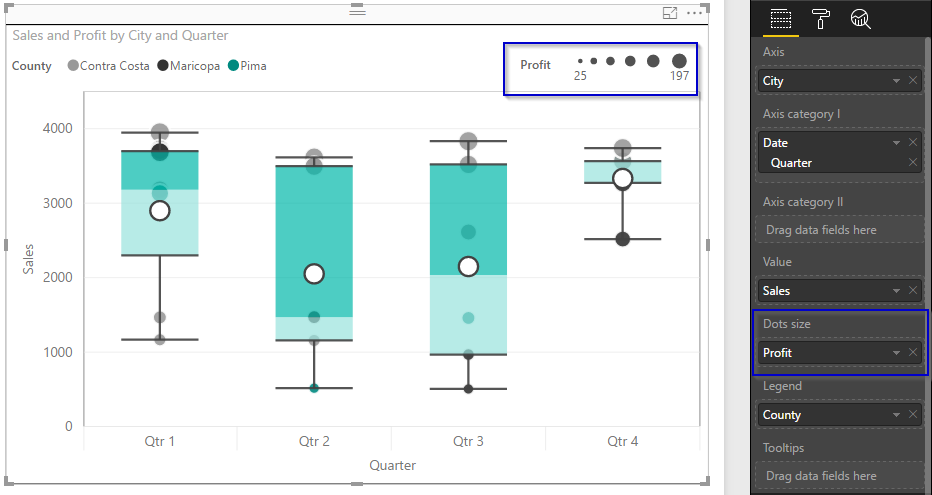 Sales and Profit by City and Quarter
County Contra Costa Maricopa Pima
Profit
25 197
4000
3000
2000
1000
0
Sales
Qtr 1 Qtr 2 Qtr 3 Qtr 4
Quarter
Axis
City
Axis category I
Date
Quarter
Axis category II
Drag data fields here
Value
Sales
Dots size
Profit
Legend
County
Tooltips
Drag data fields here